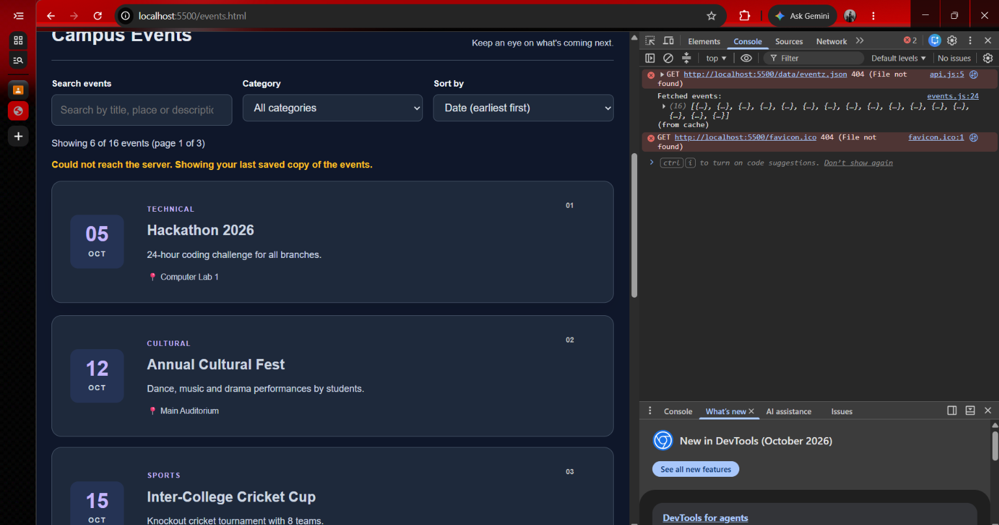 localhost:5500/events.html
Ask Gemini
Campus Events
Keep an eye on what's coming next.
Search events
Category
Sort by
Search by title, place or descriptic
All categories
Date (earliest first)
Showing 6 of 16 events (page 1 of 3)
Could not reach the server. Showing your last saved copy of the events.
TECHNICAL
01
05
OCT
Hackathon 2026
24-hour coding challenge for all branches.
Computer Lab 1
CULTURAL
02
12
OCT
Annual Cultural Fest
Dance, music and drama performances by students.
Main Auditorium
SPORTS
03
15
OCT
Inter-College Cricket Cup
Knockout cricket tournament with 8 teams.
Elements
Console
Sources
Network
2
top
Filter
Default levels
No issues
GET http://localhost:5500/data/eventz.json 404 (File not api.js:5
found)
Fetched events: events.js:24
(16) [{…}, {…}, {…}, {…}, {…}, {…}, {…}, {…}, {…}, {…}, {…}, {…}, {…},
{…}, {…}, {…}]
(from cache)
GET http://localhost:5500/favicon.ico 404 (File not favicon.ico:1
found)
ctrl i to turn on code suggestions. Don't show again
Console
What's new
AI assistance
Issues
New in DevTools (October 2026)
See all new features
DevTools for agents